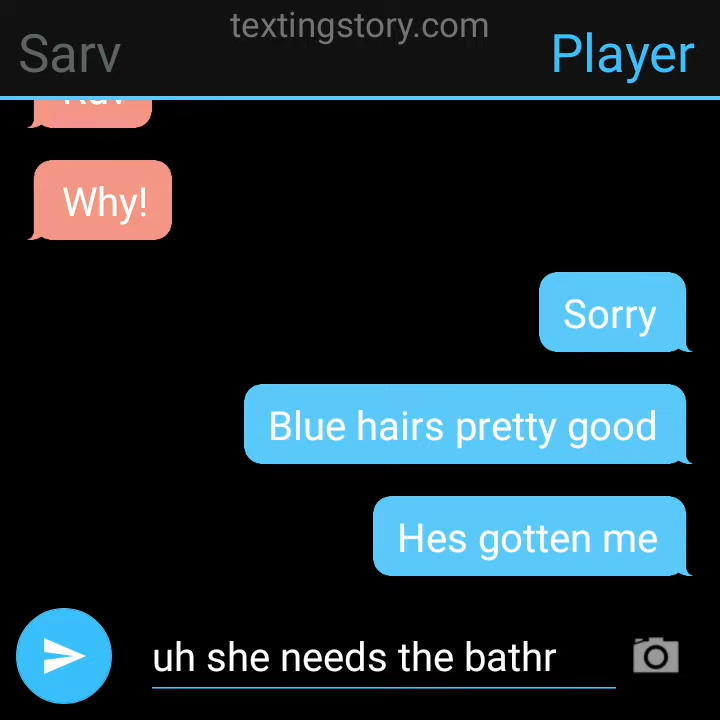 textingstory.com
Sarv
Player
Why!
Sorry
Blue hairs pretty good
Hes gotten me
uh she needs the bathr